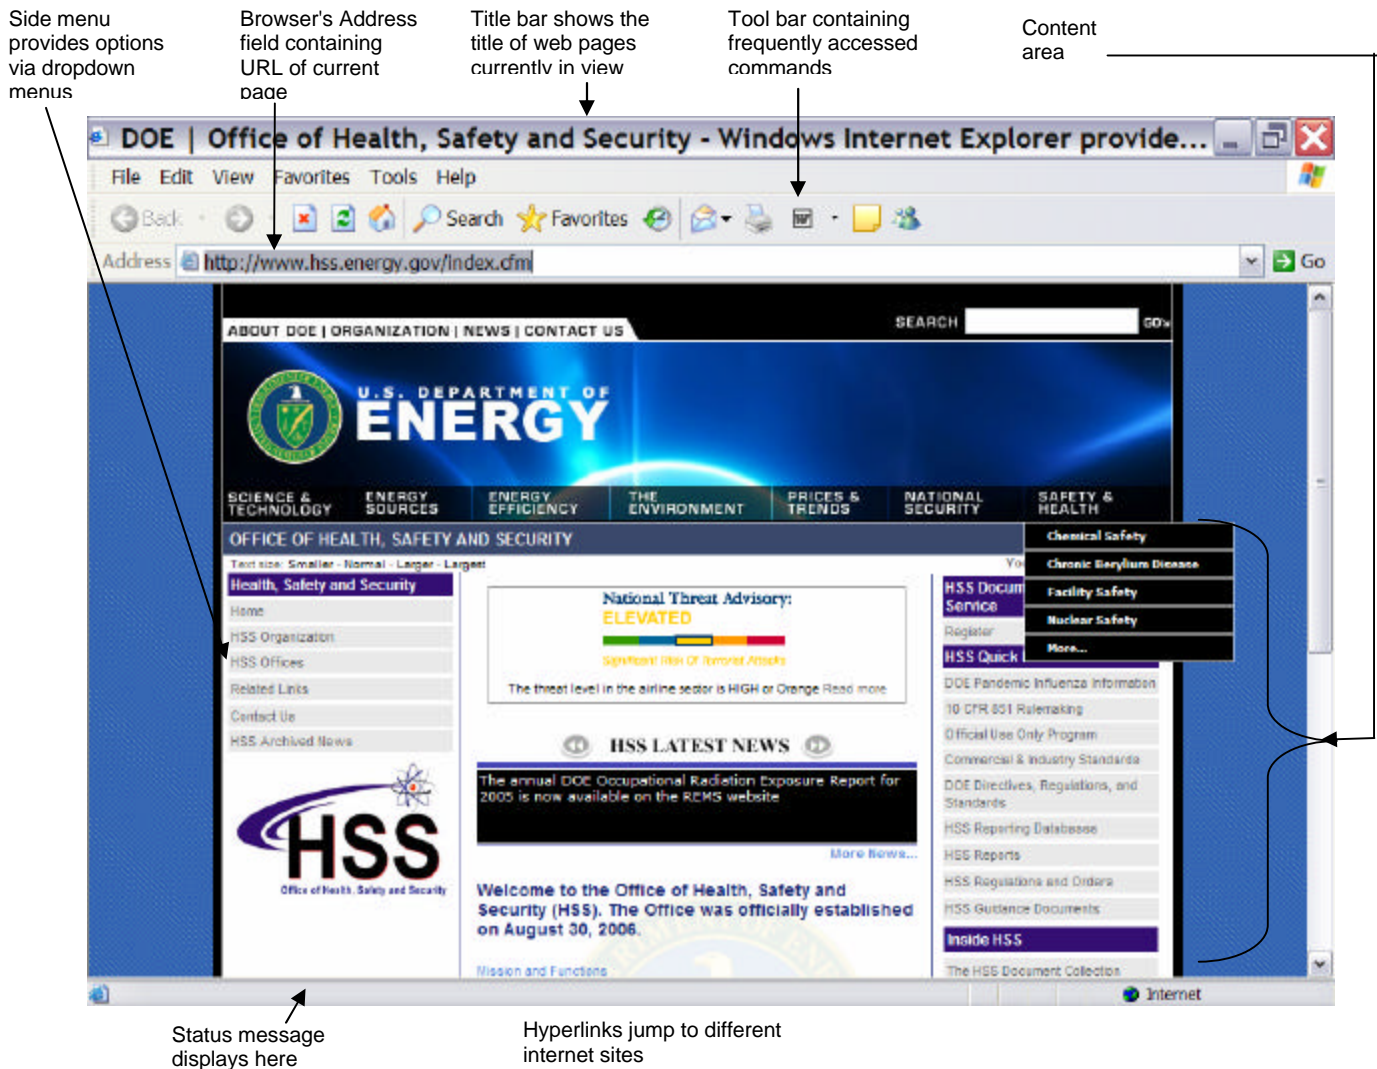 Side menu
provides options
via dropdown
menus
Browser's Address
field containing
URL of current
page
Title bar shows the
title of web pages
currently in view
Tool bar containing
frequently accessed
commands
Content
area
DOE | Office of Health, Safety and Security - Windows Internet Explorer provide...
File Edit View Favorites Tools Help
Back Search Favorites
Address http://www.hss.energy.gov/index.cfm Go
ABOUT DOE | ORGANIZATION | NEWS | CONTACT US
SEARCH GO»
U.S. DEPARTMENT OF
ENERGY
SCIENCE &
TECHNOLOGY
ENERGY
SOURCES
ENERGY
EFFICIENCY
THE
ENVIRONMENT
PRICES &
TRENDS
NATIONAL
SECURITY
SAFETY &
HEALTH
OFFICE OF HEALTH, SAFETY AND SECURITY
Chemical Safety
Chronic Berylium Disease
Facility Safety
Nuclear Safety
More...
Text size: Smaller - Normal - Larger - Largest
Health, Safety and Security
Home
HSS Organization
HSS Offices
Related Links
Contact Us
HSS Archived News
HSS
Office of Health, Safety and Security
National Threat Advisory:
ELEVATED
Significant Risk Of Terrorist Attacks
The threat level in the airline sector is HIGH or Orange Read more
HSS LATEST NEWS
The annual DOE Occupational Radiation Exposure Report for
2005 is now available on the REMS website
More News...
Welcome to the Office of Health, Safety and
Security (HSS). The Office was officially established
on August 30, 2006.
Mission and Functions
HSS Docum
Service
Register
HSS Quick
DOE Pandemic Influenza Information
10 CFR 851 Rulemaking
Official Use Only Program
Commercial & Industry Standards
DOE Directives, Regulations, and
Standards
HSS Reporting Databases
HSS Reports
HSS Regulations and Orders
HSS Guidance Documents
Inside HSS
The HSS Document Collection
Internet
Status message
displays here
Hyperlinks jump to different
internet sites